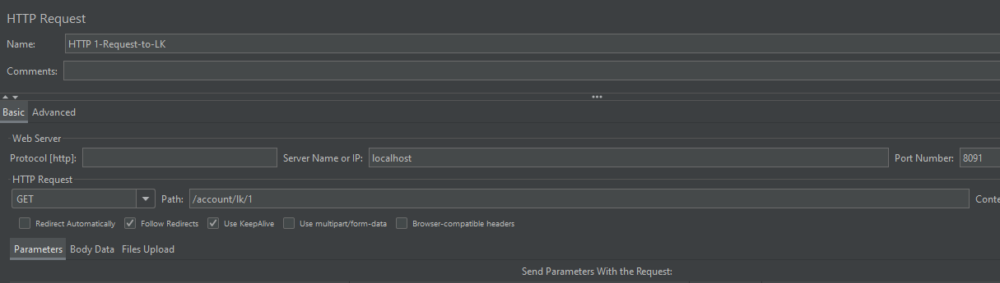 HTTP Request
Name: HTTP 1-Request-to-LK
Comments:
Basic Advanced
Web Server
Protocol [http]: Server Name or IP: localhost Port Number: 8091
HTTP Request
GET Path: /account/lk/1 Conte
Redirect Automatically Follow Redirects Use KeepAlive Use multipart/form-data Browser-compatible headers
Parameters Body Data Files Upload
Send Parameters With the Request: